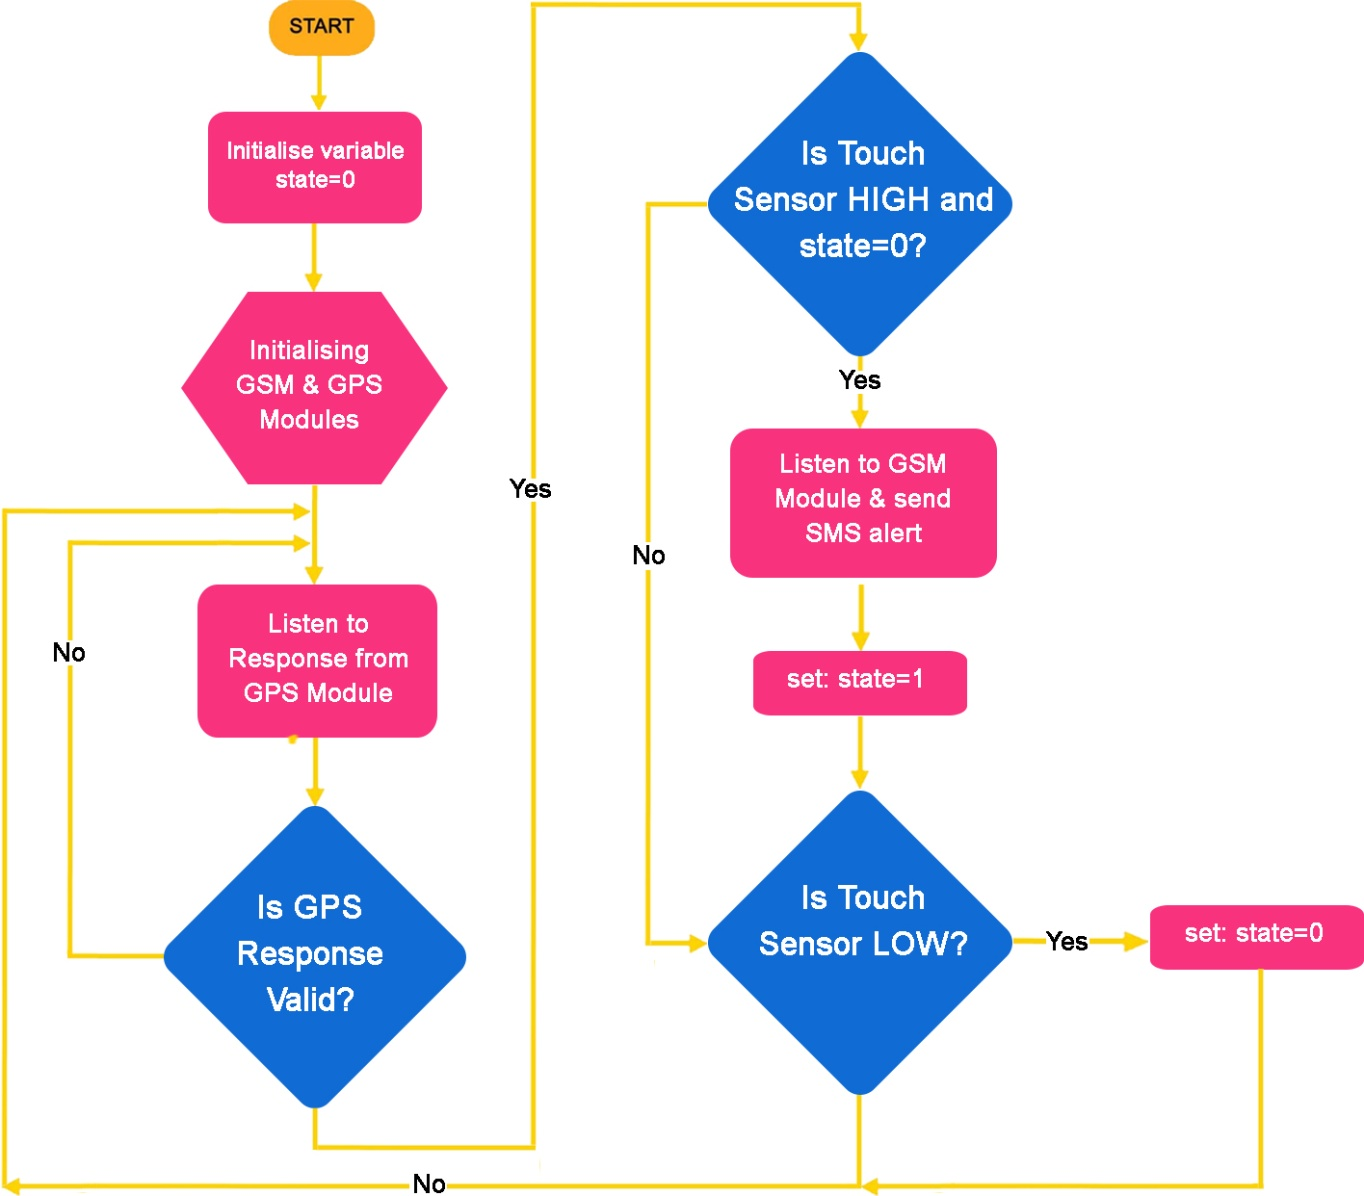 START
Initialise variable
state=0
Initialising
GSM & GPS
Modules
Listen to
Response from
GPS Module
No
Is GPS
Response
Valid?
Yes
Is Touch
Sensor HIGH and
state=0?
Yes
No
Listen to GSM
Module & send
SMS alert
set: state=1
Is Touch
Sensor LOW?
Yes
set: state=0
No